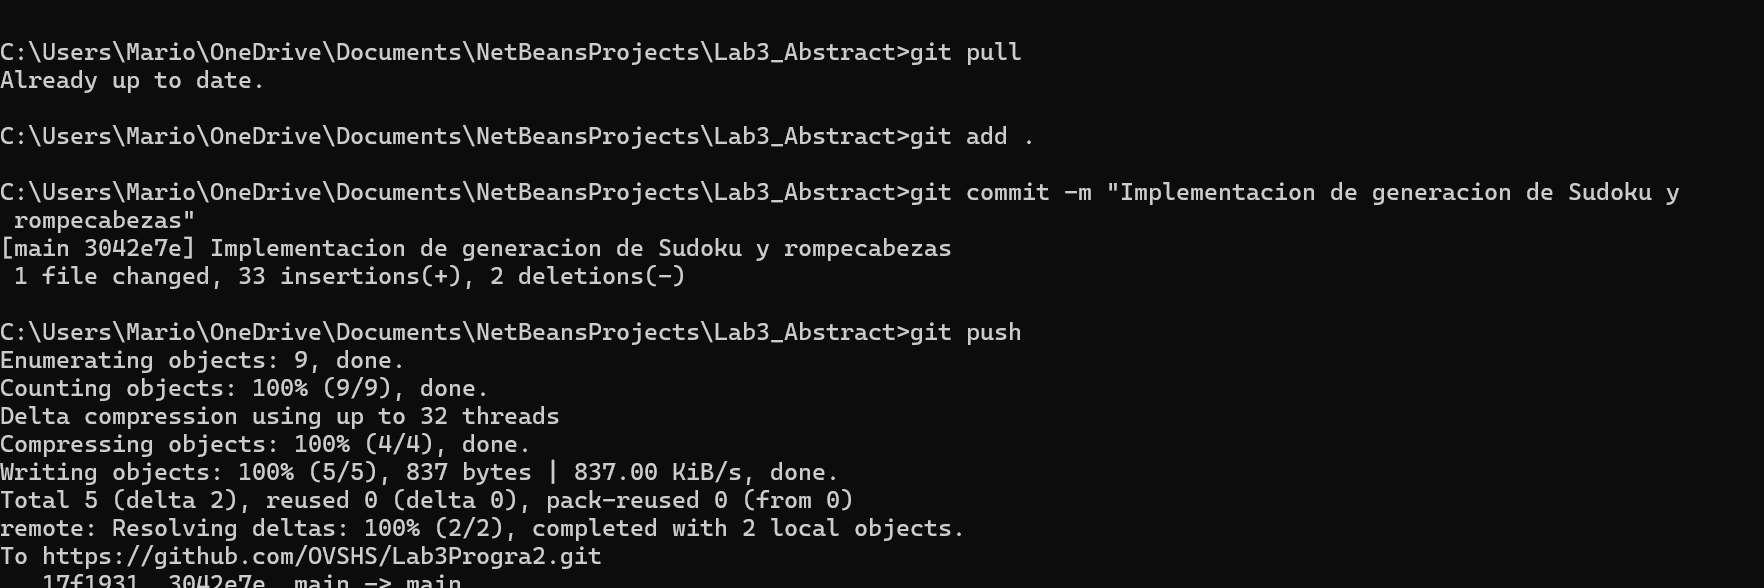 C:\Users\Mario\OneDrive\Documents\NetBeansProjects\Lab3_Abstract>git pull
Already up to date.
C:\Users\Mario\OneDrive\Documents\NetBeansProjects\Lab3_Abstract>git add .
C:\Users\Mario\OneDrive\Documents\NetBeansProjects\Lab3_Abstract>git commit -m "Implementacion de generacion de Sudoku y
 rompecabezas"
[main 3042e7e] Implementacion de generacion de Sudoku y rompecabezas
 1 file changed, 33 insertions(+), 2 deletions(-)
C:\Users\Mario\OneDrive\Documents\NetBeansProjects\Lab3_Abstract>git push
Enumerating objects: 9, done.
Counting objects: 100% (9/9), done.
Delta compression using up to 32 threads
Compressing objects: 100% (4/4), done.
Writing objects: 100% (5/5), 837 bytes | 837.00 KiB/s, done.
Total 5 (delta 2), reused 0 (delta 0), pack-reused 0 (from 0)
remote: Resolving deltas: 100% (2/2), completed with 2 local objects.
To https://github.com/OVSHS/Lab3Progra2.git
   17f1931  3042e7e  main -> main